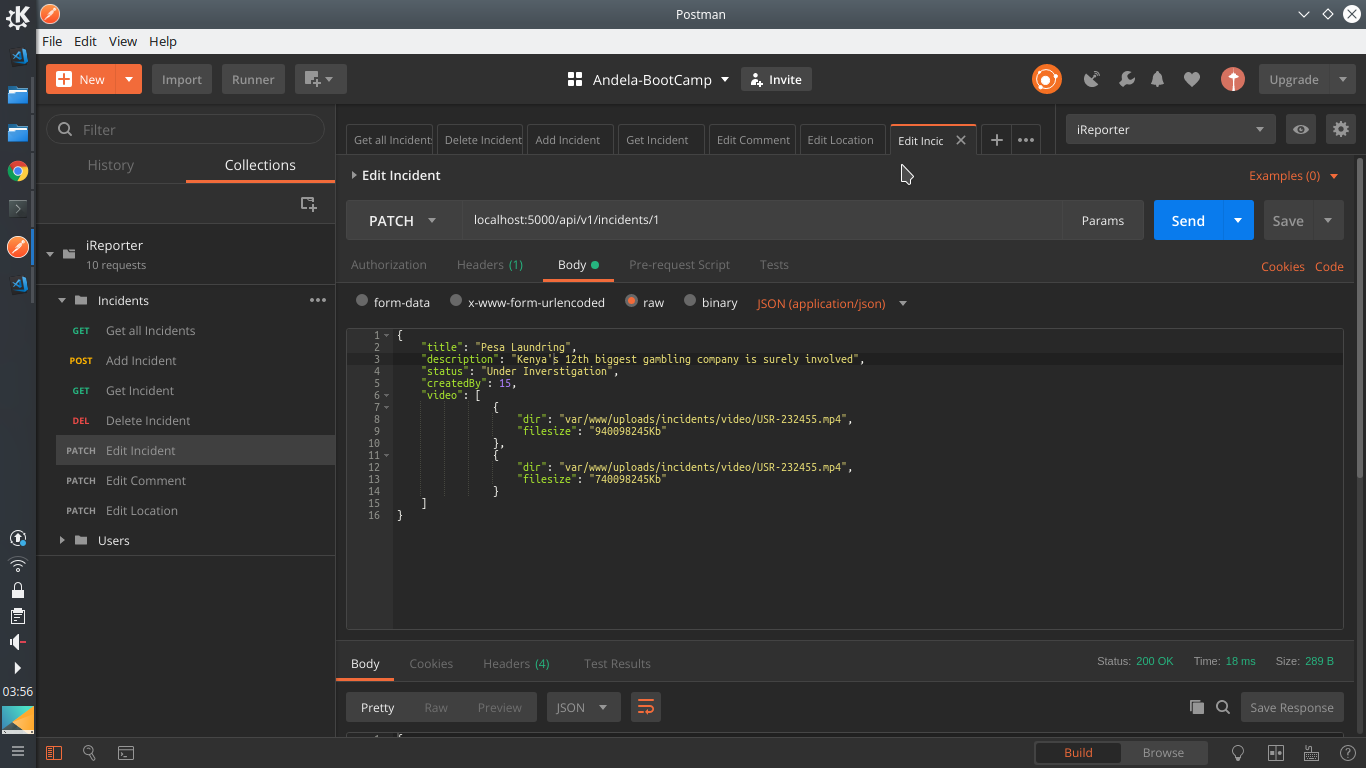 Postman
File Edit View Help
New Import Runner Andela-BootCamp Invite Upgrade
Filter
History Collections
iReporter
10 requests
Incidents
GET Get all Incidents
POST Add Incident
GET Get Incident
DEL Delete Incident
PATCH Edit Incident
PATCH Edit Comment
PATCH Edit Location
Users
Get all Incidents Delete Incident Add Incident Get Incident Edit Comment Edit Location Edit Incic
iReporter
Edit Incident Examples (0)
PATCH localhost:5000/api/v1/incidents/1 Params Send Save
Authorization Headers (1) Body Pre-request Script Tests Cookies Code
form-data x-www-form-urlencoded raw binary JSON (application/json)
1 {
2 "title": "Pesa Laundring",
3 "description": "Kenya's 12th biggest gambling company is surely involved",
4 "status": "Under Inverstigation",
5 "createdBy": 15,
6 "video": [
7 {
8 "dir": "var/www/uploads/incidents/video/USR-232455.mp4",
9 "filesize": "940098245Kb"
10 },
11 {
12 "dir": "var/www/uploads/incidents/video/USR-232455.mp4",
13 "filesize": "740098245Kb"
14 }
15 ]
16 }
Body Cookies Headers (4) Test Results Status: 200 OK Time: 18 ms Size: 289 B
Pretty Raw Preview JSON Save Response
03:56
Build Browse